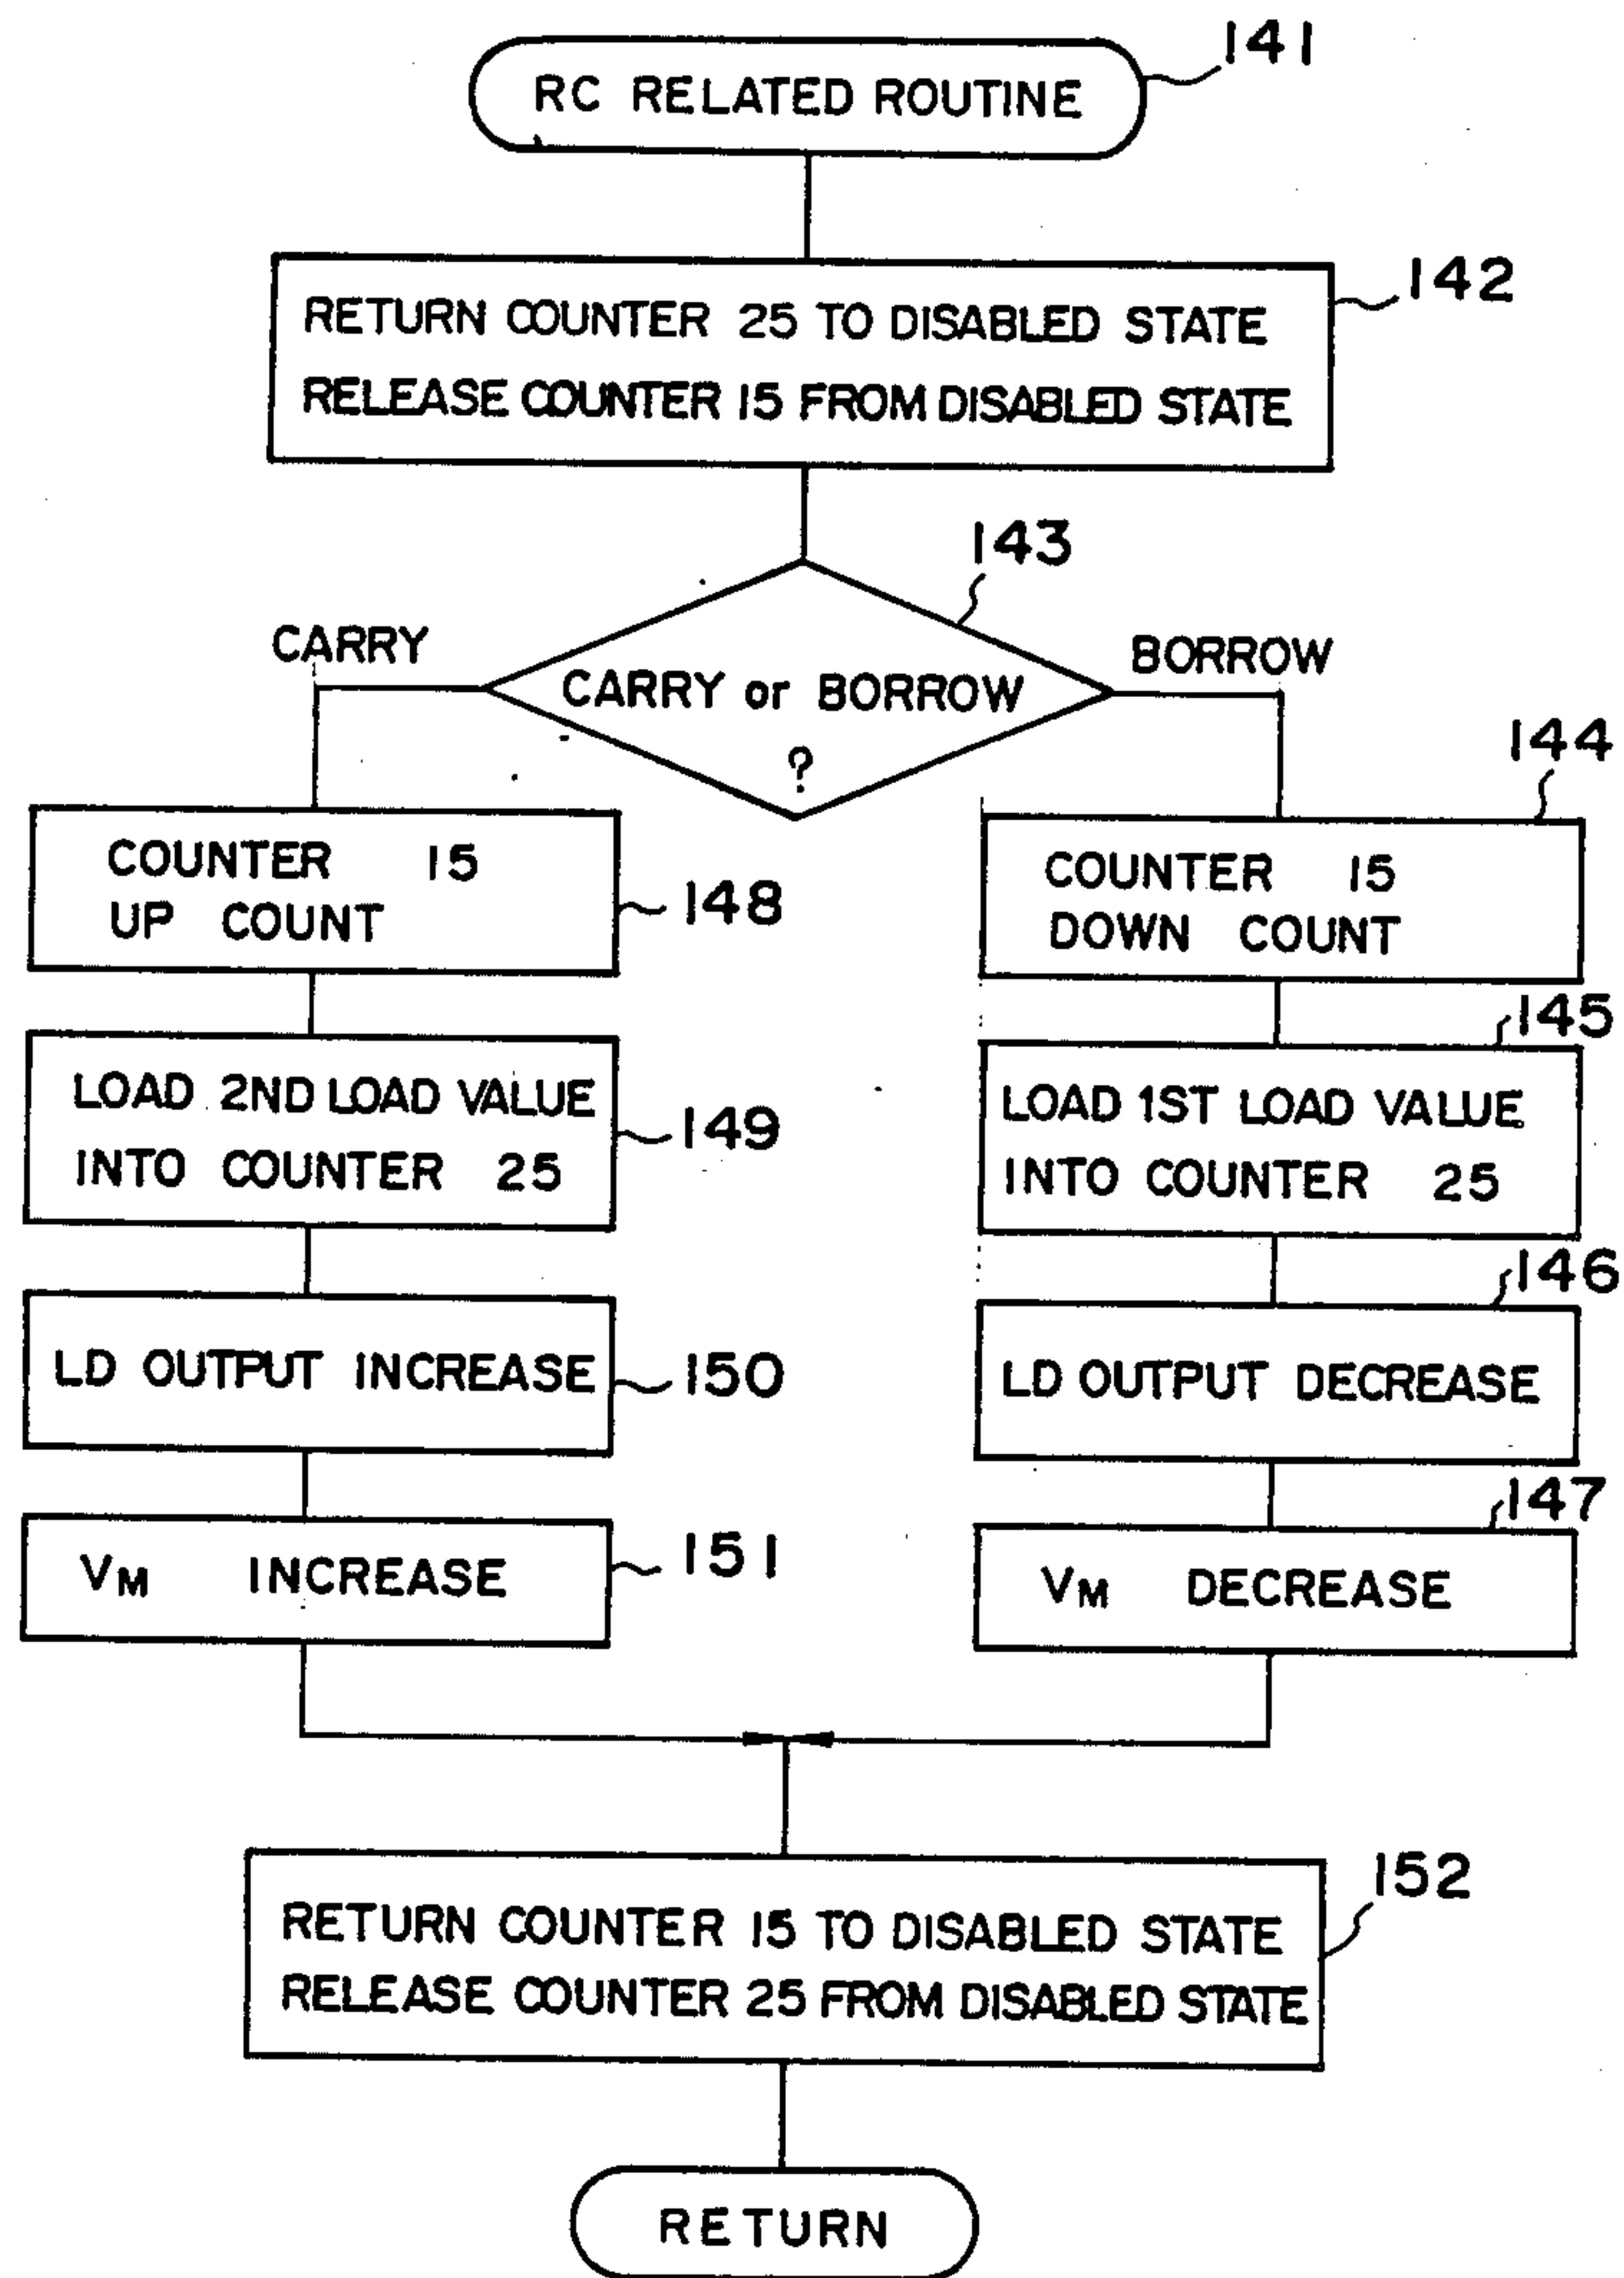 RC RELATED ROUTINE
141
RETURN COUNTER 25 TO DISABLED STATE
RELEASE COUNTER 15 FROM DISABLED STATE
142
143
CARRY
CARRY or BORROW
?
BORROW
COUNTER 15
UP COUNT
148
LOAD 2ND LOAD VALUE
INTO COUNTER 25
149
LD OUTPUT INCREASE
150
VM INCREASE
151
144
COUNTER 15
DOWN COUNT
145
LOAD 1ST LOAD VALUE
INTO COUNTER 25
146
LD OUTPUT DECREASE
147
VM DECREASE
152
RETURN COUNTER 15 TO DISABLED STATE
RELEASE COUNTER 25 FROM DISABLED STATE
RETURN